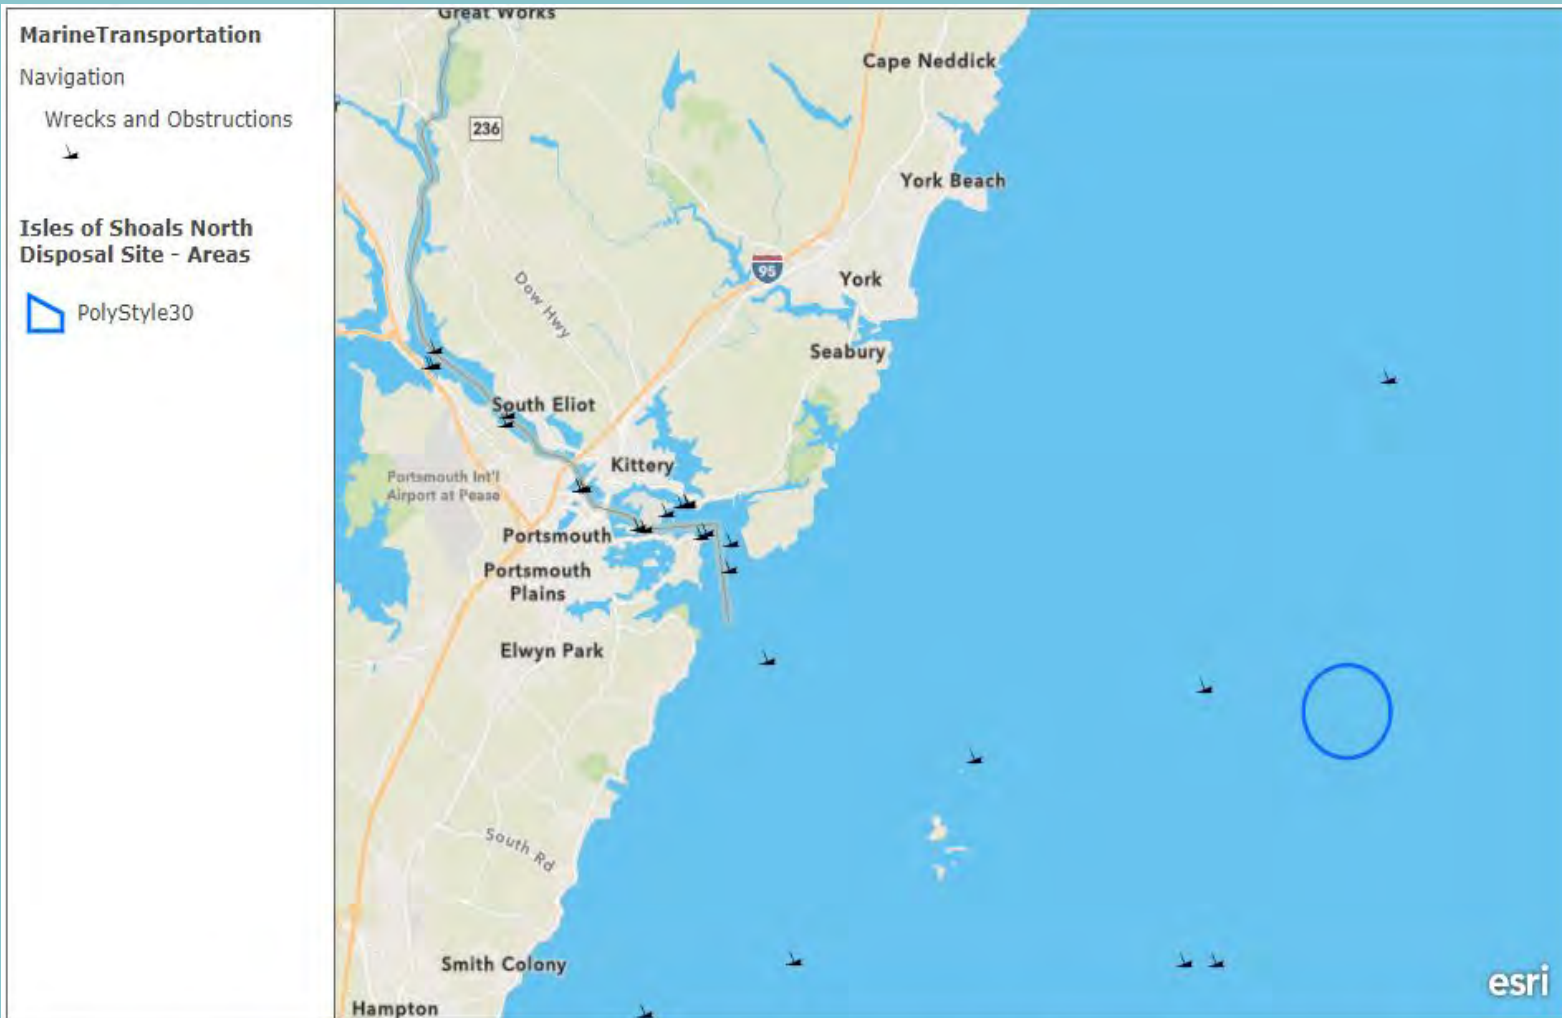 MarineTransportation
Navigation
Wrecks and Obstructions
Isles of Shoals North
Disposal Site - Areas
PolyStyle30
Great Works
Cape Neddick
236
York Beach
95
York
Dow Hwy
Seabury
South Eliot
Kittery
Portsmouth Int'l
Airport at Pease
Portsmouth
Portsmouth
Plains
Elwyn Park
South Rd
Smith Colony
Hampton
esri